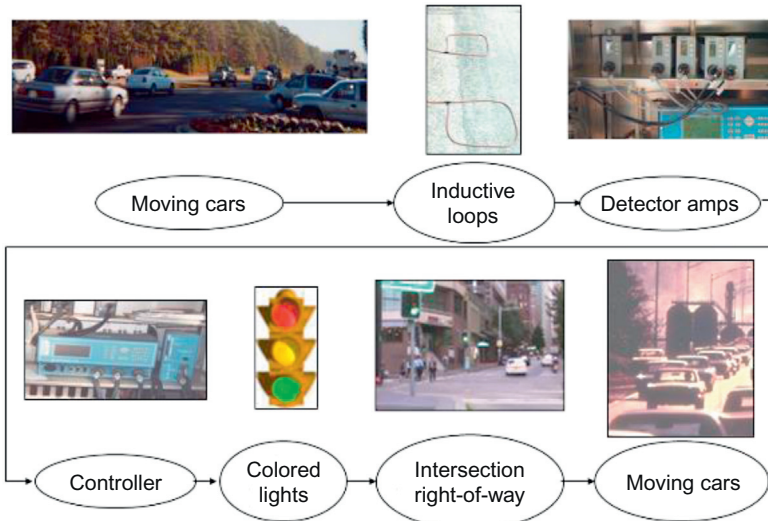 Moving cars
Inductive
loops
Detector amps
Controller
Colored
lights
Intersection
right-of-way
Moving cars